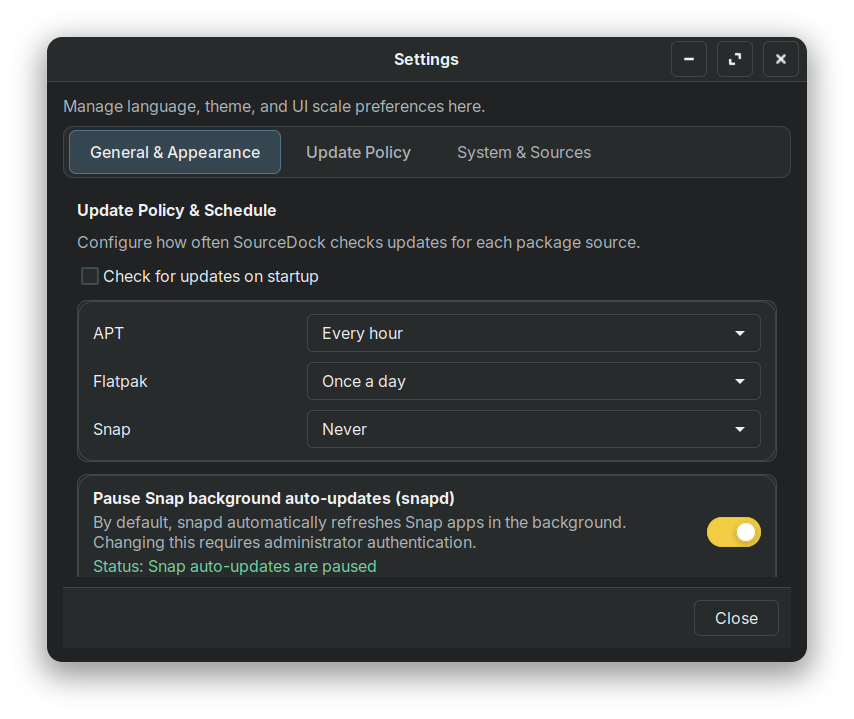 Settings
Manage language, theme, and UI scale preferences here.
General & Appearance
Update Policy
System & Sources
Update Policy & Schedule
Configure how often SourceDock checks updates for each package source.
Check for updates on startup
APT
Every hour
Flatpak
Once a day
Snap
Never
Pause Snap background auto-updates (snapd)
By default, snapd automatically refreshes Snap apps in the background.
Changing this requires administrator authentication.
Status: Snap auto-updates are paused
Close